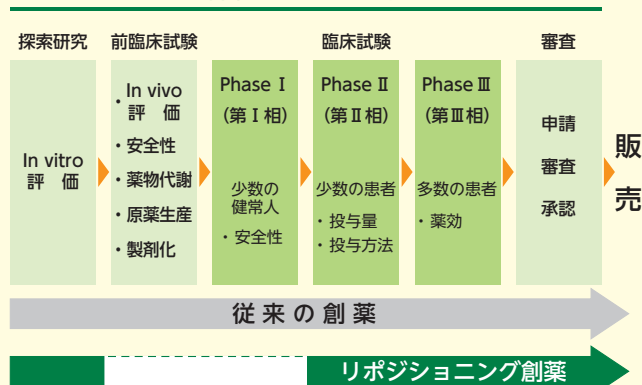 探索研究
前臨床試験
臨床試験
審査
In vitro
評 価
・In vivo
評 価
・安全性
・薬物代謝
・原薬生産
・製剤化
Phase Ⅰ
(第Ⅰ相)
少数の
健常人
・安全性
Phase Ⅱ
(第Ⅱ相)
少数の患者
・投与量
・投与方法
Phase Ⅲ
(第Ⅲ相)
多数の患者
・薬効
申請
審査
承認
販
売
従来の創薬
リポジショニング創薬